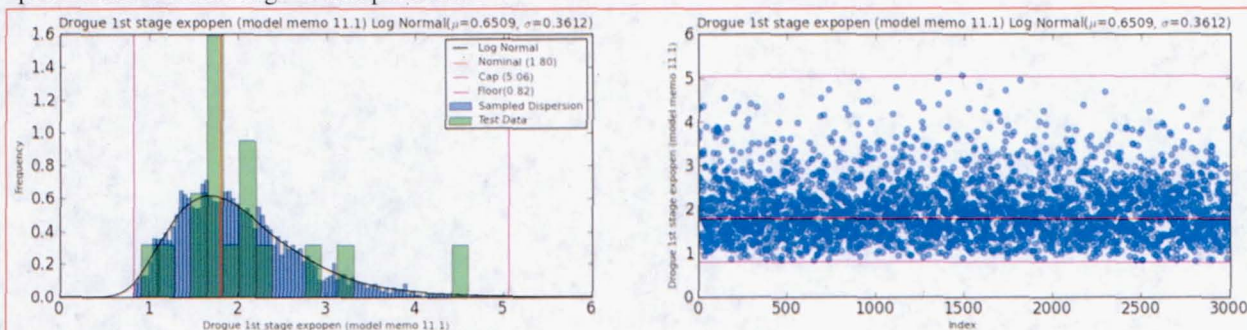 Drogue 1st stage expopen (model memo 11.1) Log Normal(μ=0.6509, σ=0.3612)
1.6
1.4
1.2
1.0
0.8
0.6
0.4
0.2
0.0
Frequency
Log Normal
Nominal (1.80)
Cap (5.06)
Floor(0.82)
Sampled Dispersion
Test Data
0 1 2 3 4 5 6
Drogue 1st stage expopen (model memo 11.1)
Drogue 1st stage expopen (model memo 11.1) Log Normal(μ=0.6509, σ=0.3612)
Drogue 1st stage expopen (model memo 11.1)
6
5
4
3
2
1
0
0 500 1000 1500 2000 2500 3000
Index